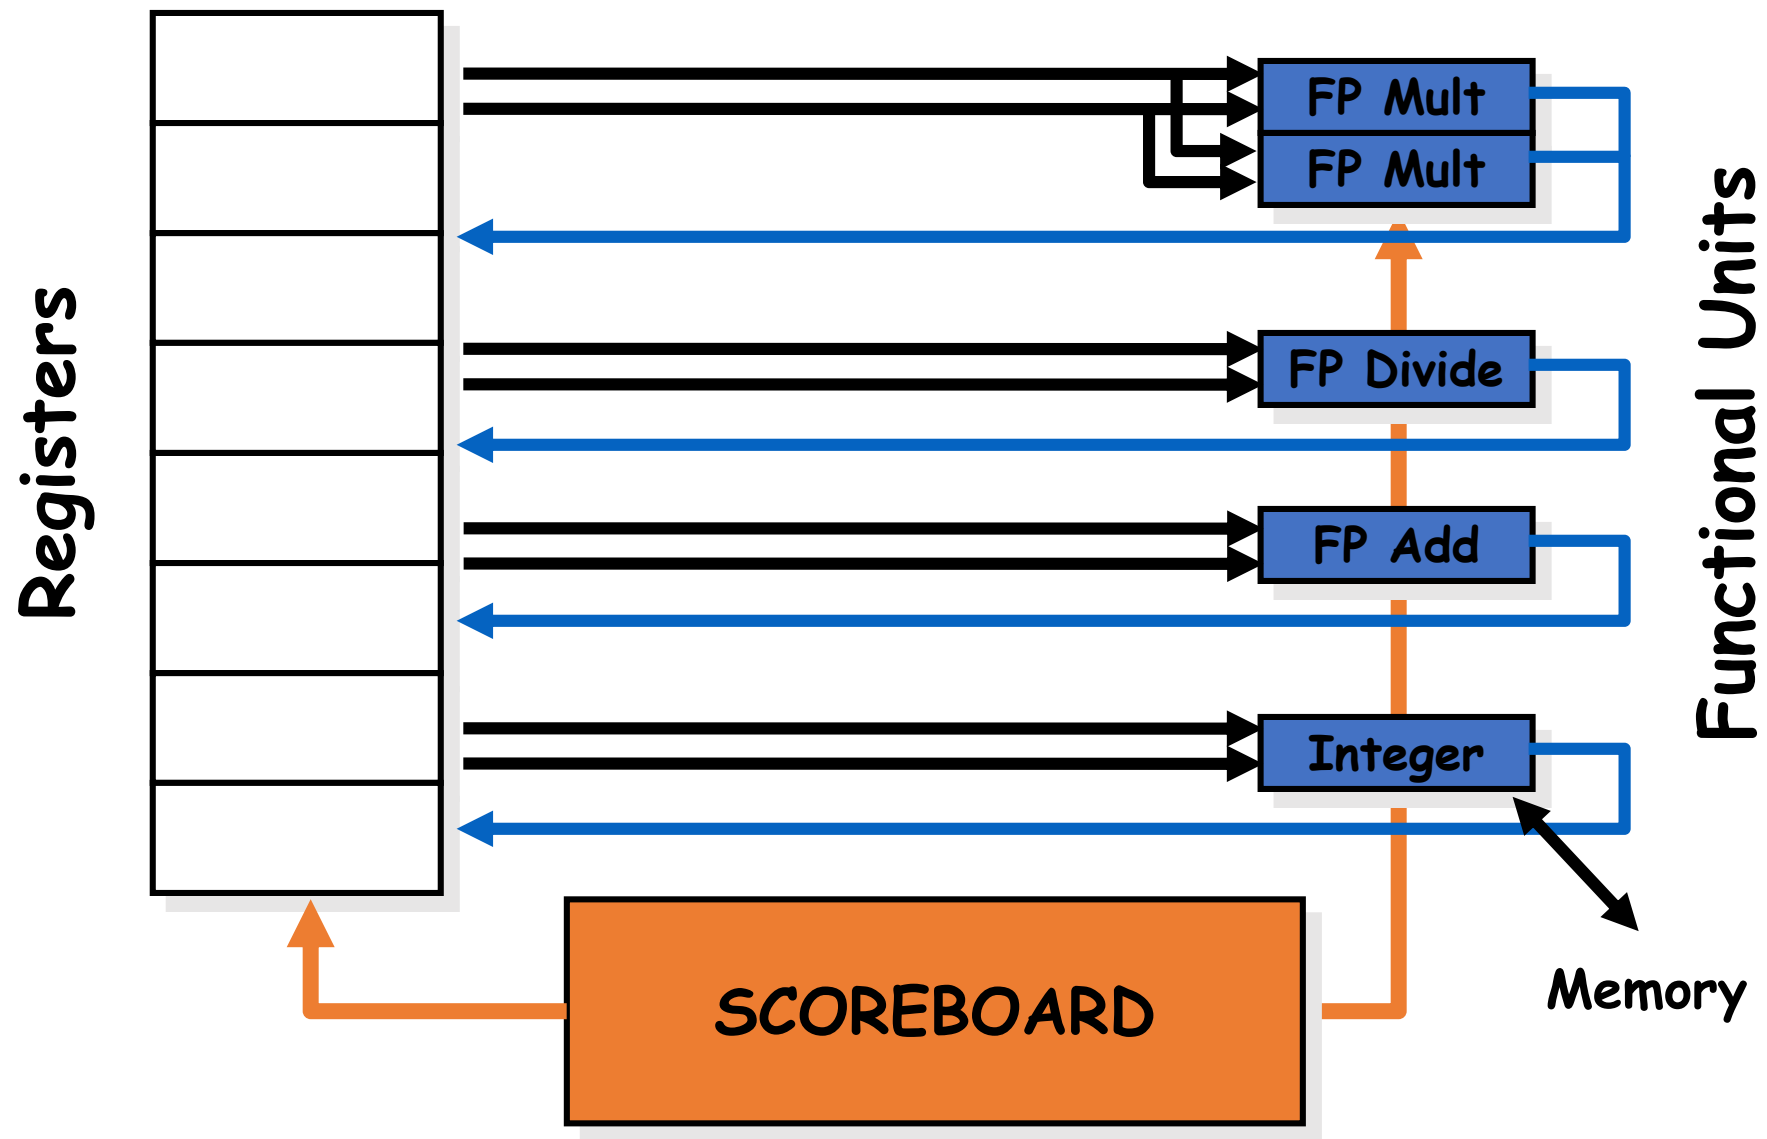 Registers
FP Mult
FP Mult
FP Divide
FP Add
Integer
Functional Units
Memory
SCOREBOARD